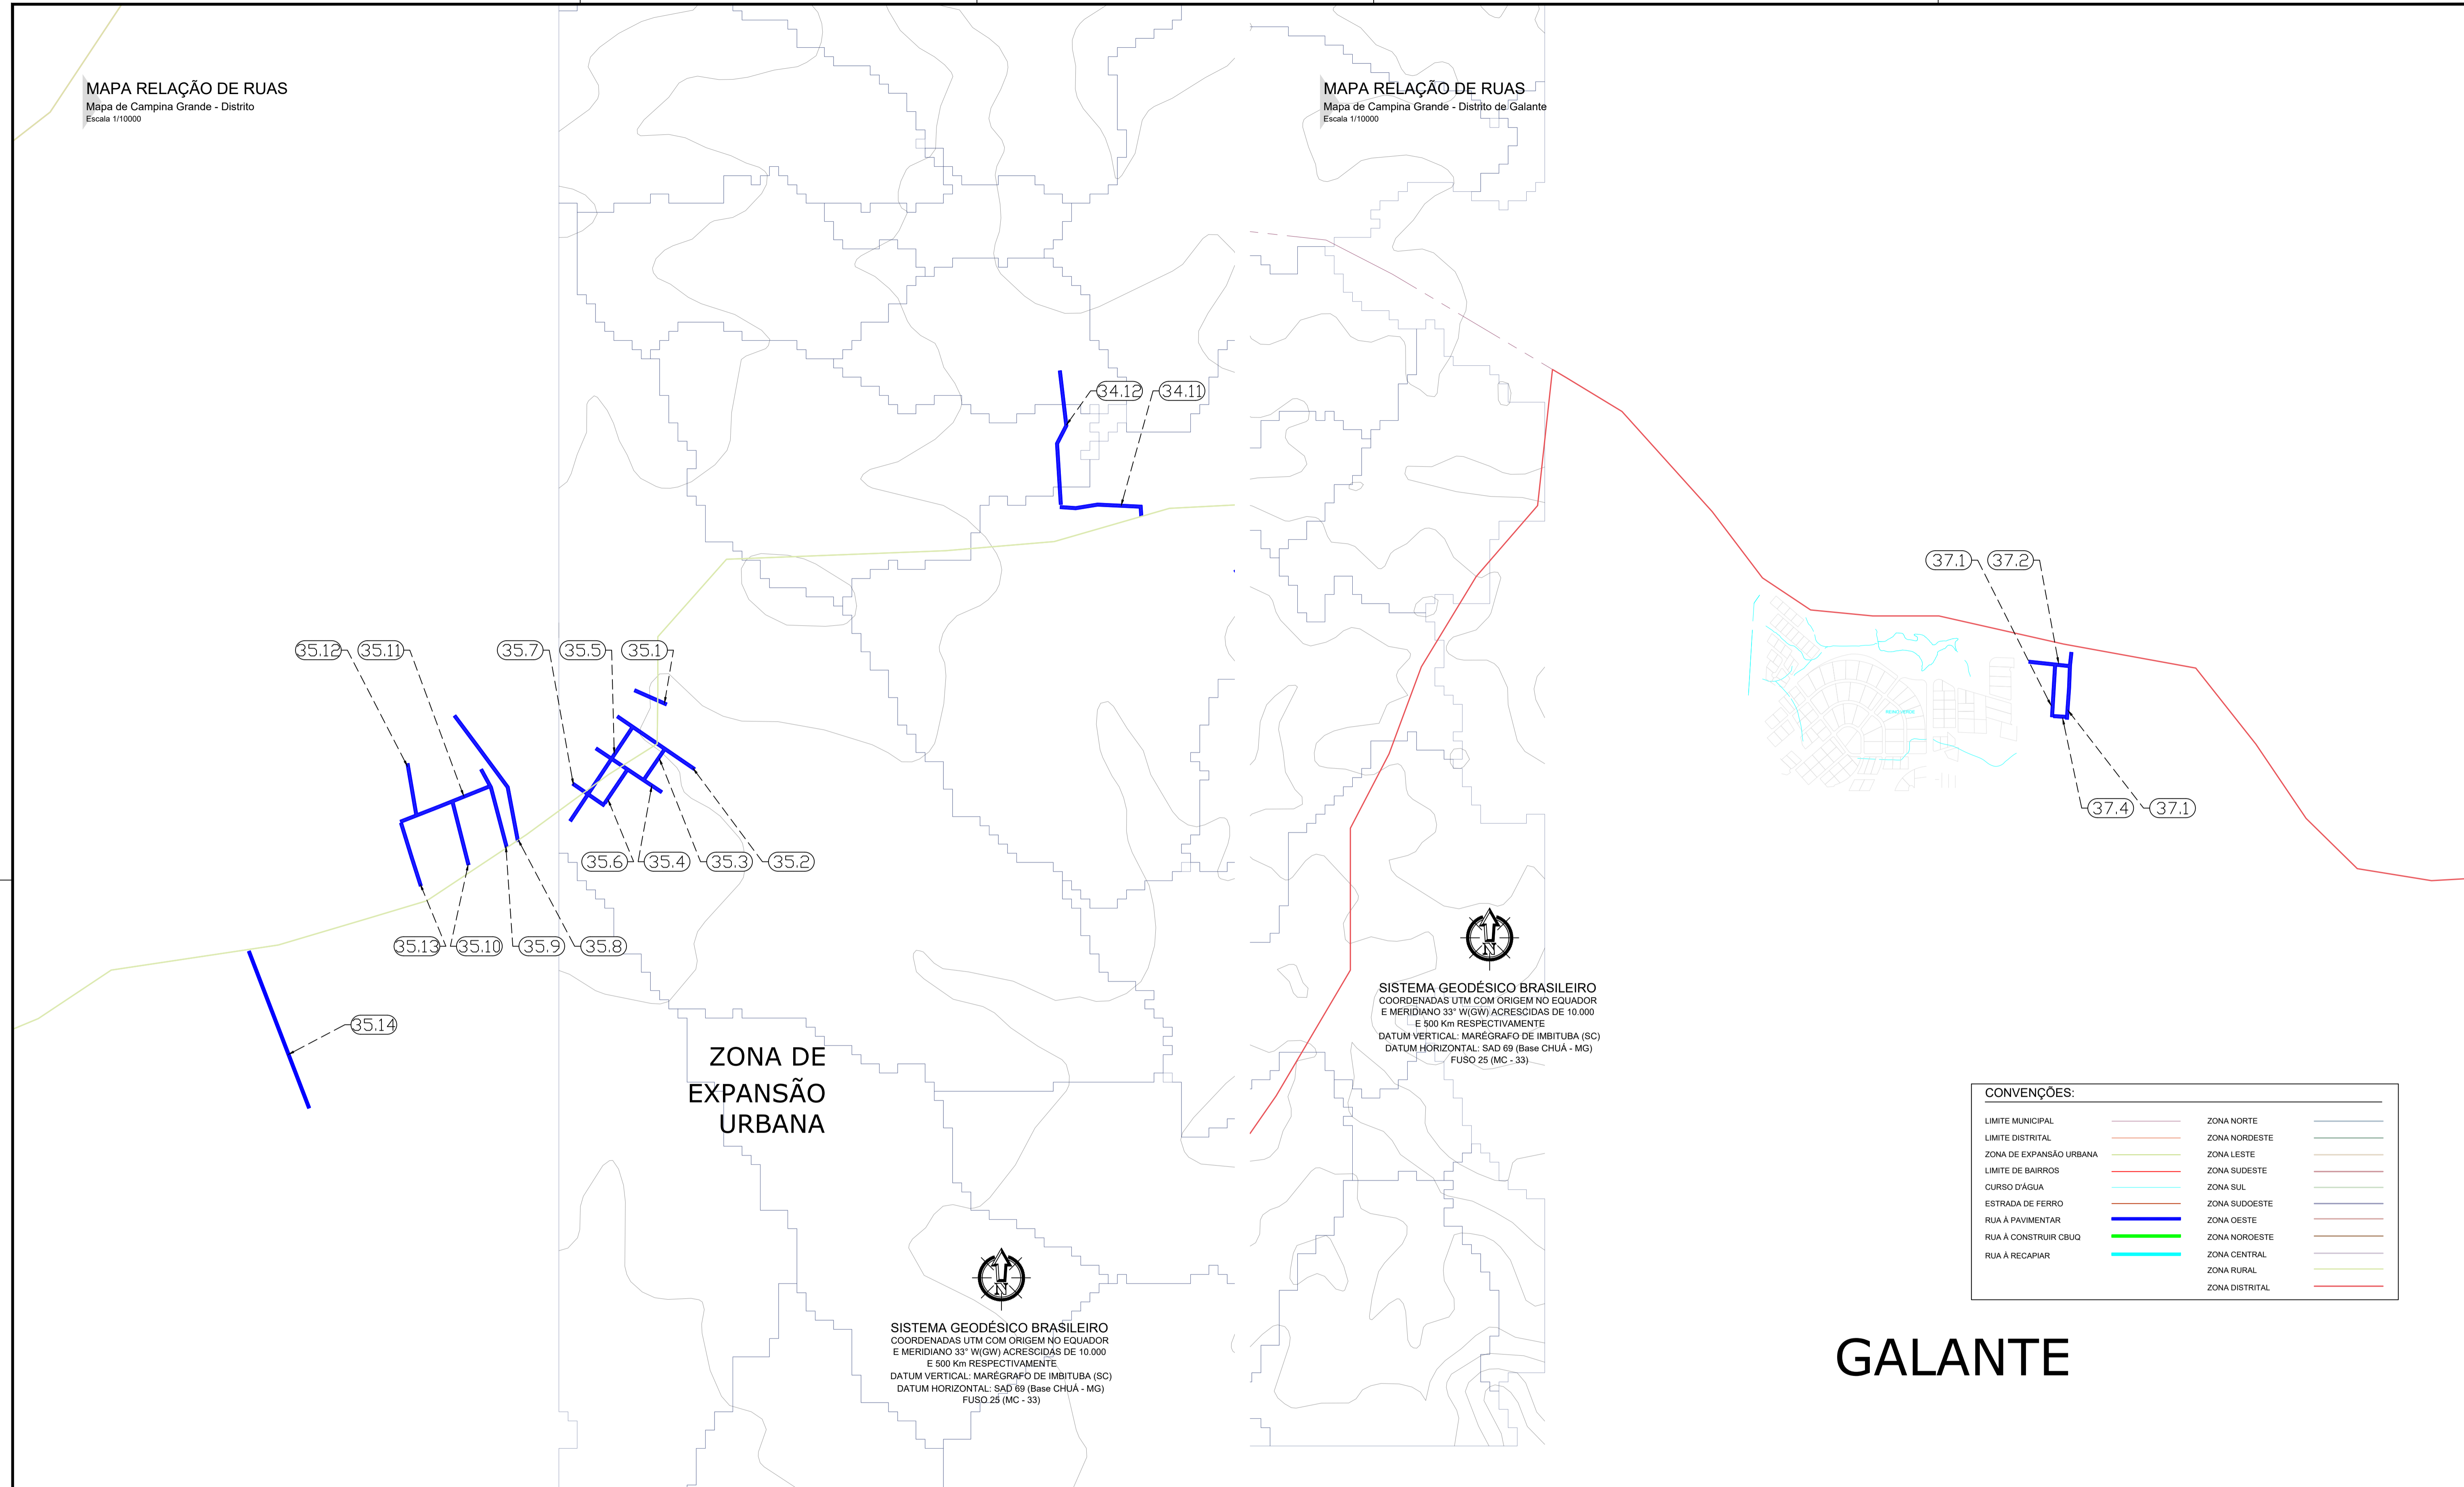 MAPA RELAÇÃO DE RUAS
Mapa de Campina Grande - Distrito
Escala 1/10000
MAPA RELAÇÃO DE RUAS
Mapa de Campina Grande - Distrito de Galante
Escala 1/10000
34.12
34.11
37.1
37.2
35.12
35.11
35.7
35.5
35.1
37.4
37.1
35.6
35.4
35.3
35.2
35.13
35.10
35.9
35.8
35.14
ZONA DE
EXPANSÃO
URBANA
N
SISTEMA GEODÉSICO BRASILEIRO
COORDENADAS UTM COM ORIGEM NO EQUADOR
E MERIDIANO 33° W(GW) ACRESCIDAS DE 10.000
E 500 Km RESPECTIVAMENTE
DATUM VERTICAL: MARÉGRAFO DE IMBITUBA (SC)
DATUM HORIZONTAL: SAD 69 (Base CHUÁ - MG)
FUSO 25 (MC - 33)
N
SISTEMA GEODÉSICO BRASILEIRO
COORDENADAS UTM COM ORIGEM NO EQUADOR
E MERIDIANO 33° W(GW) ACRESCIDAS DE 10.000
E 500 Km RESPECTIVAMENTE
DATUM VERTICAL: MARÉGRAFO DE IMBITUBA (SC)
DATUM HORIZONTAL: SAD 69 (Base CHUÁ - MG)
FUSO 25 (MC - 33)
CONVENÇÕES:
LIMITE MUNICIPAL
LIMITE DISTRITAL
ZONA DE EXPANSÃO URBANA
LIMITE DE BAIRROS
CURSO D'ÁGUA
ESTRADA DE FERRO
RUA À PAVIMENTAR
RUA À CONSTRUIR CBUQ
RUA À RECAPIAR
ZONA NORTE
ZONA NORDESTE
ZONA LESTE
ZONA SUDESTE
ZONA SUL
ZONA SUDOESTE
ZONA OESTE
ZONA NOROESTE
ZONA CENTRAL
ZONA RURAL
ZONA DISTRITAL
GALANTE